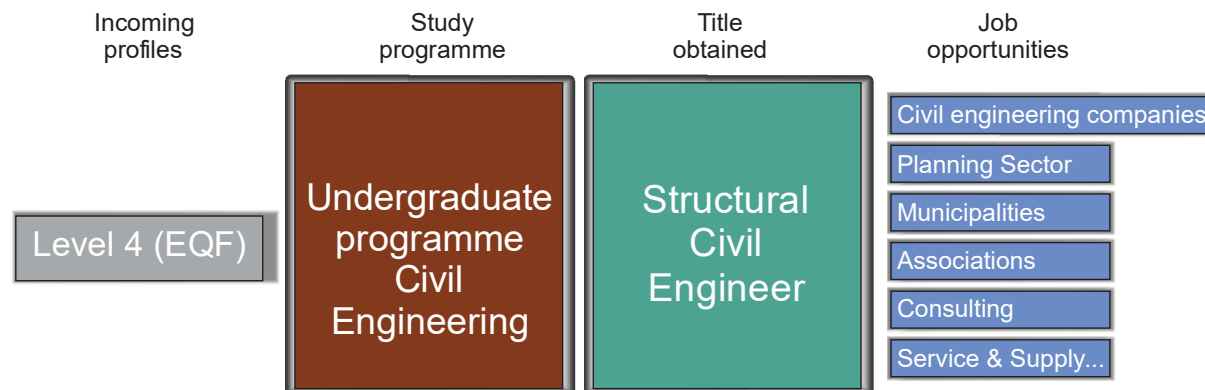 Incoming
profiles
Study
programme
Title
obtained
Job
opportunities
Level 4 (EQF)
Undergraduate
programme
Civil
Engineering
Structural
Civil
Engineer
Civil engineering companies
Planning Sector
Municipalities
Associations
Consulting
Service & Supply...